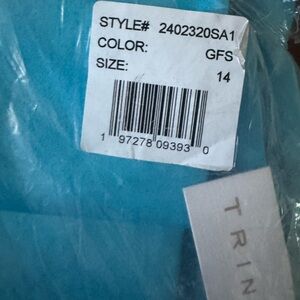 STYLE# 2402320SA1
COLOR: GFS
SIZE: 14
1 97278 09393 0
TRIN